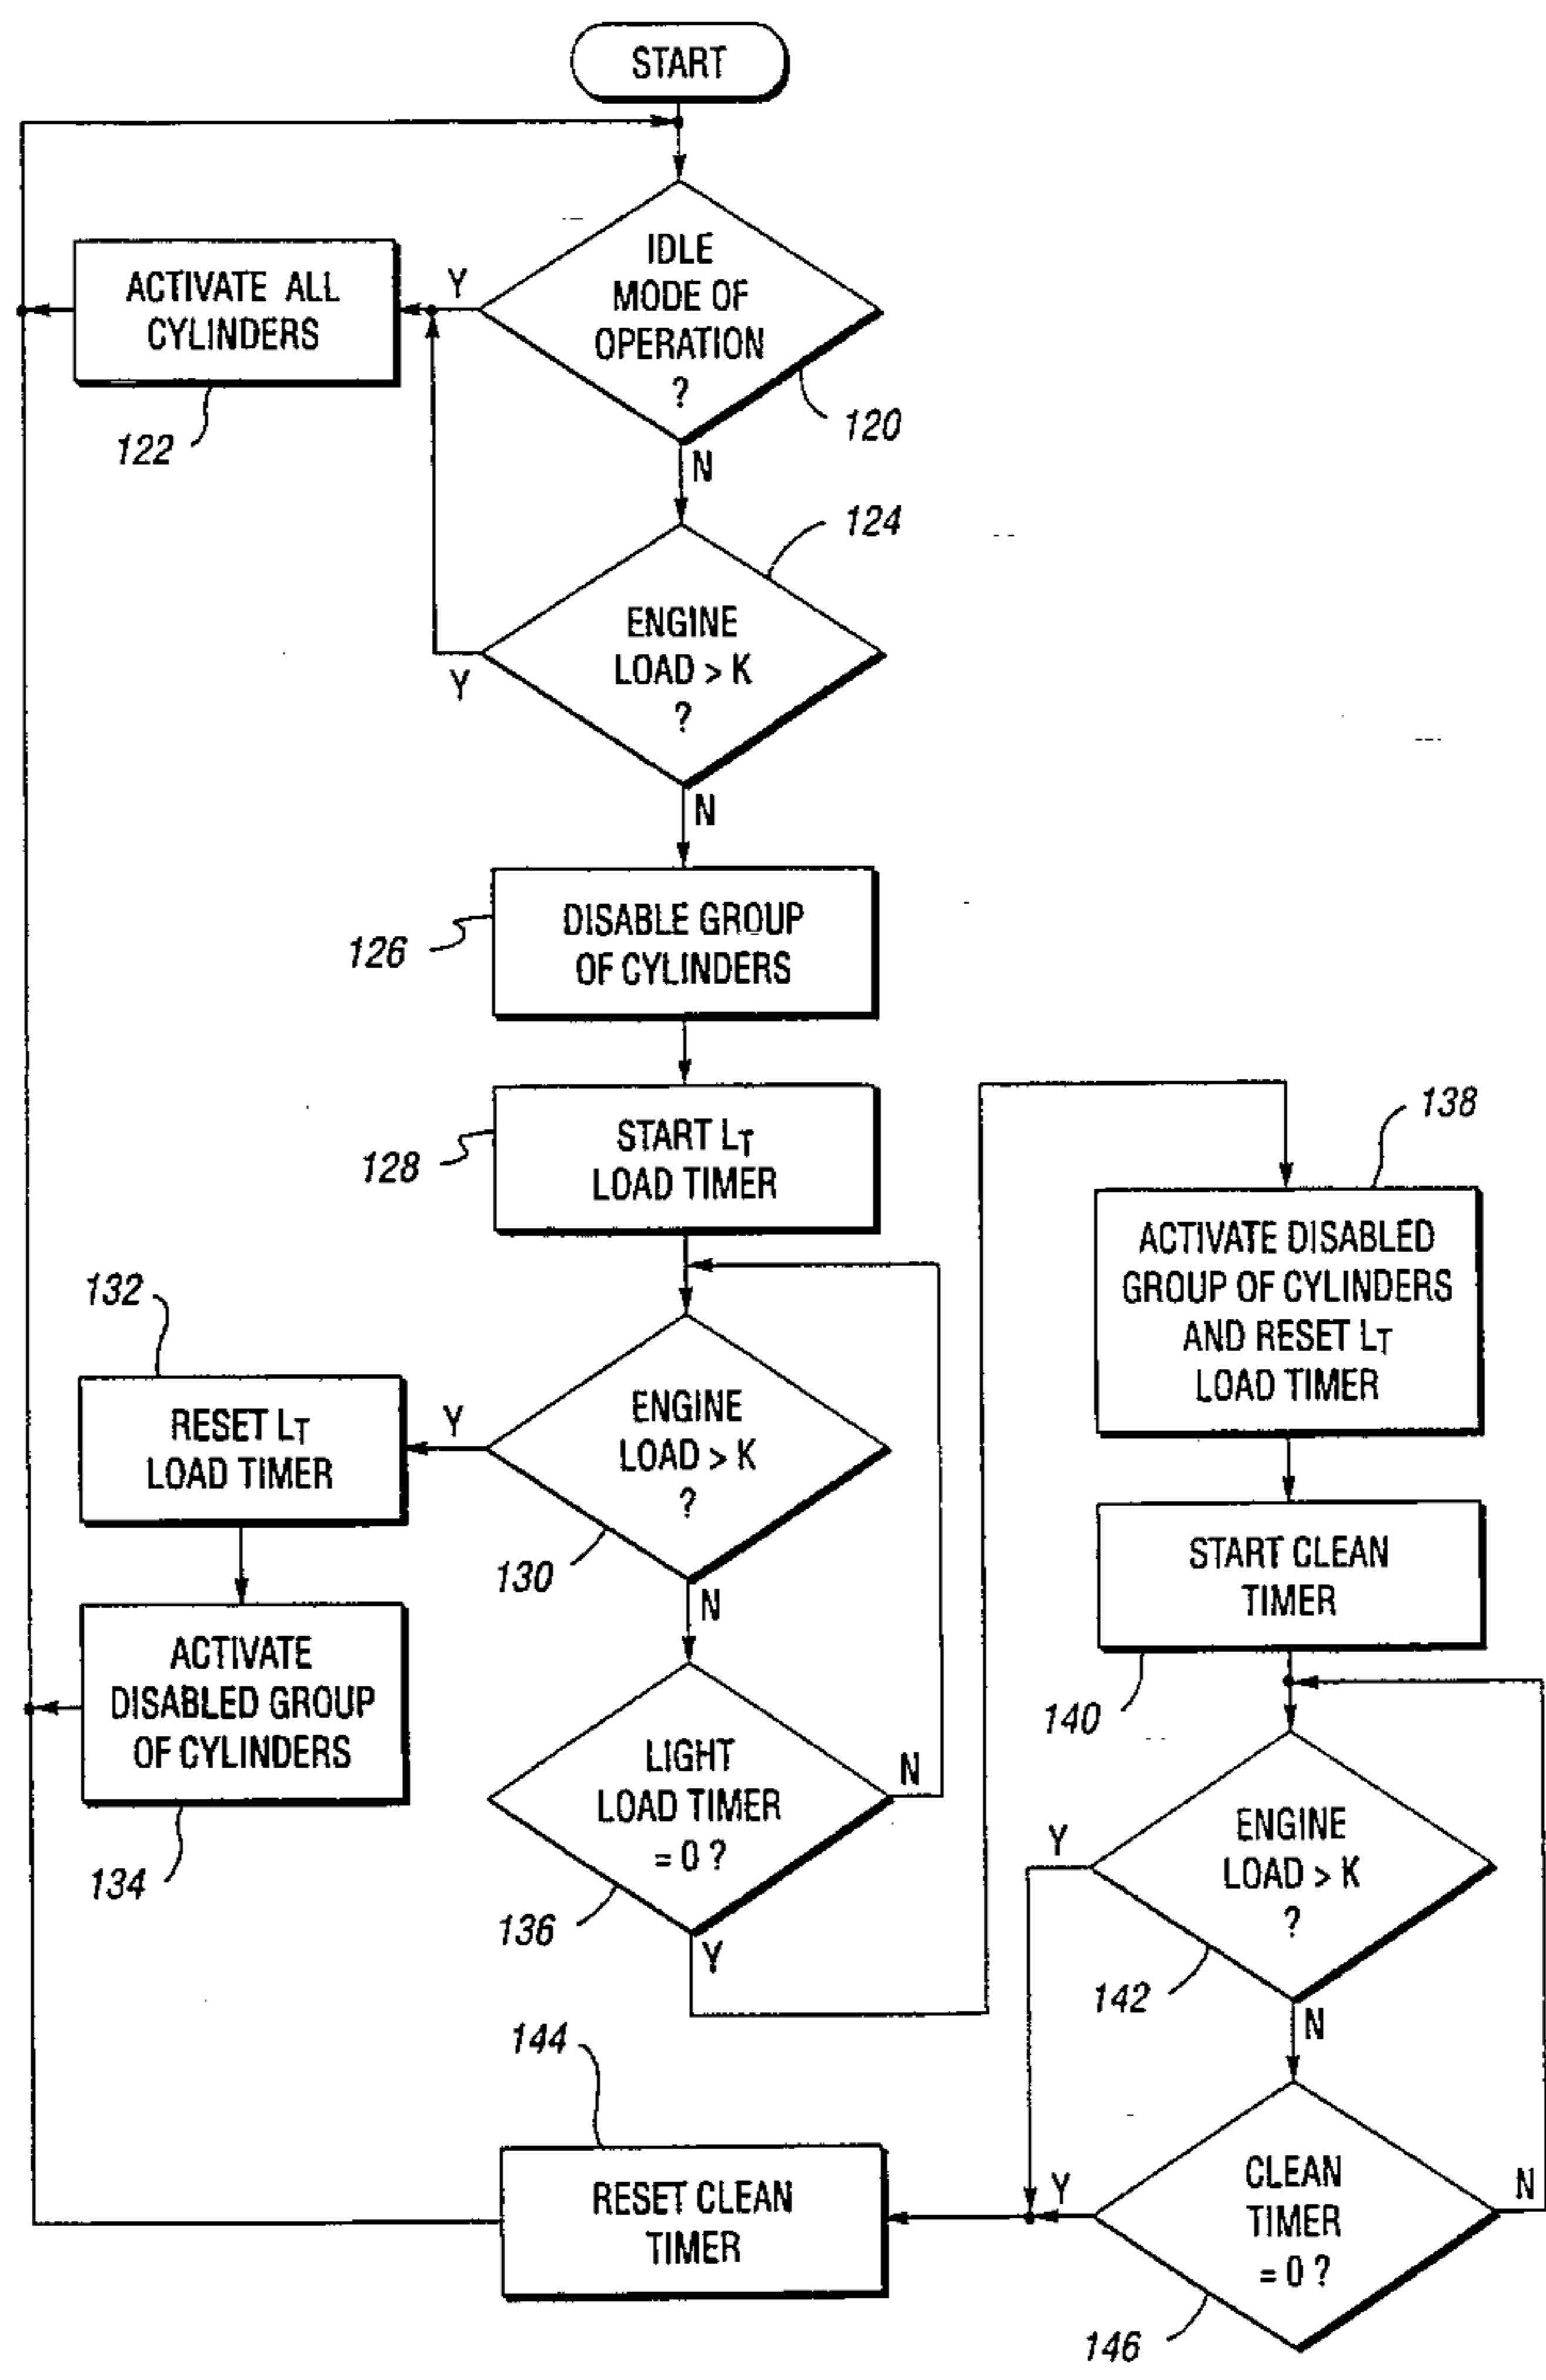 START
IDLE
MODE OF
OPERATION
?
120
Y
ACTIVATE ALL
CYLINDERS
122
N
124
ENGINE
LOAD > K
?
Y
N
DISABLE GROUP
OF CYLINDERS
126
START LT
LOAD TIMER
128
ENGINE
LOAD > K
?
130
Y
132
RESET LT
LOAD TIMER
ACTIVATE
DISABLED GROUP
OF CYLINDERS
134
N
LIGHT
LOAD TIMER
= 0 ?
136
N
Y
138
ACTIVATE DISABLED
GROUP OF CYLINDERS
AND RESET LT
LOAD TIMER
START CLEAN
TIMER
140
ENGINE
LOAD > K
?
142
Y
N
CLEAN
TIMER
= 0 ?
146
N
Y
144
RESET CLEAN
TIMER